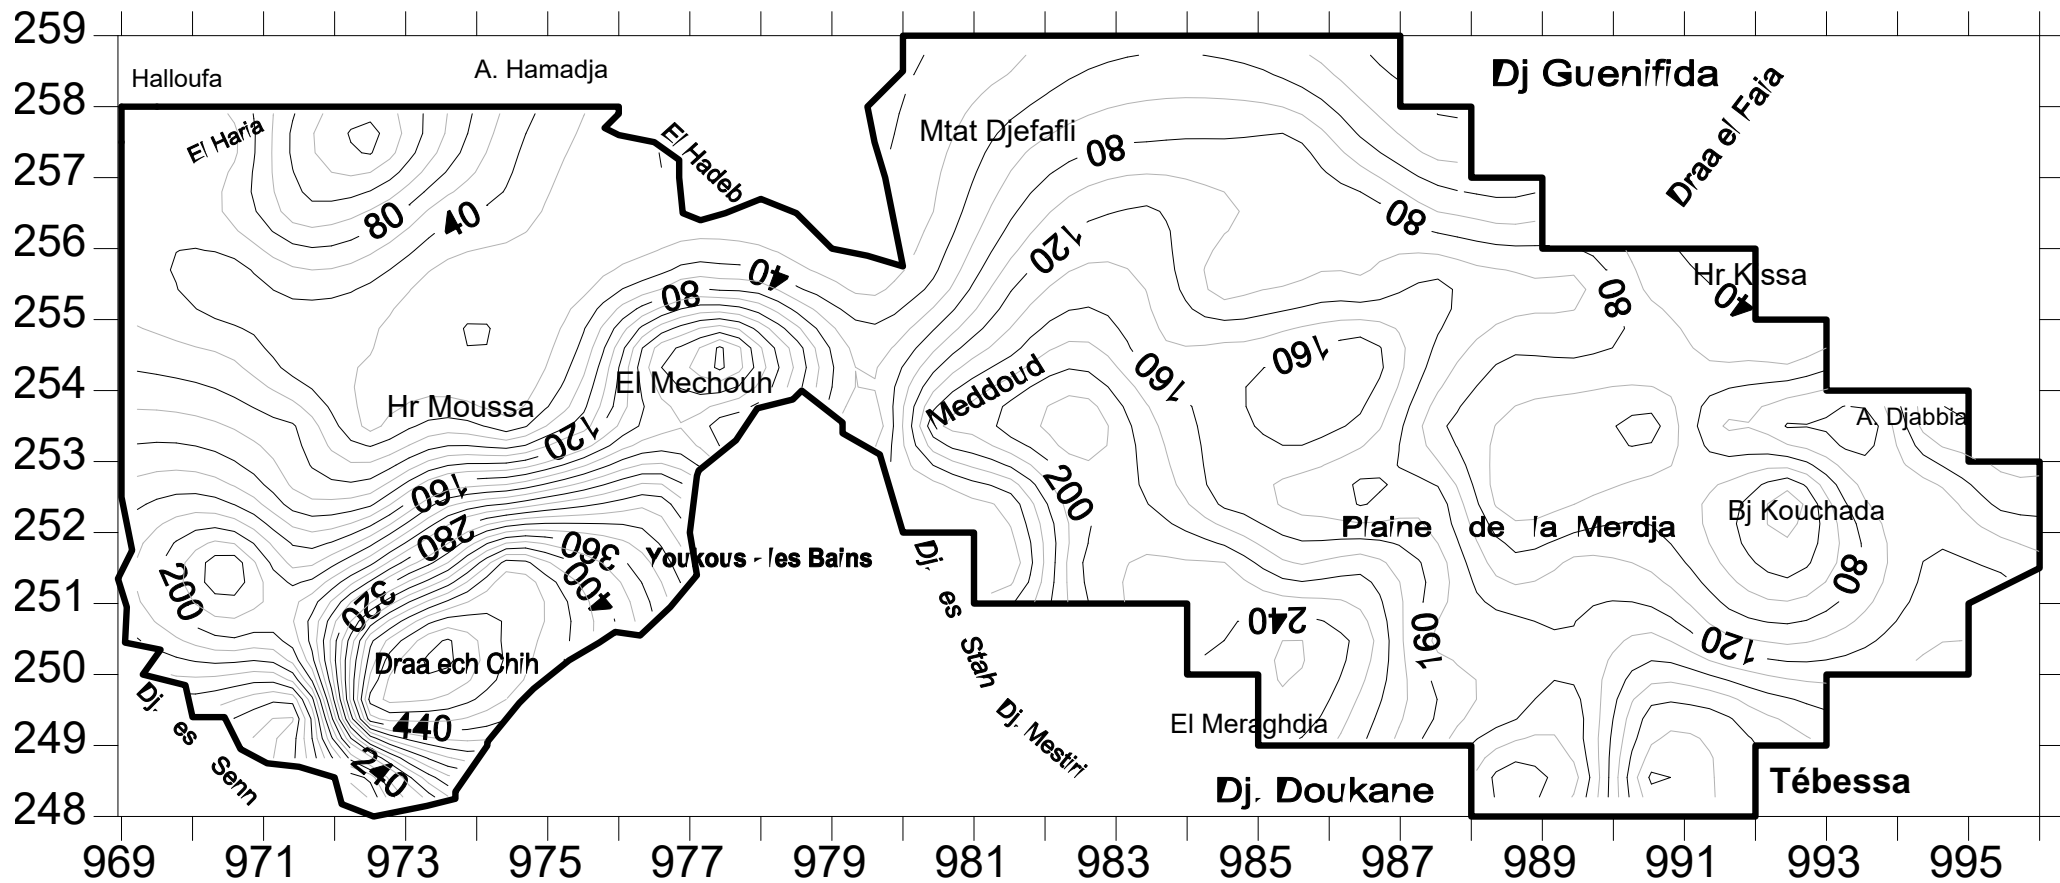 259
Dj Guenifida
A. Hamadja
Halloufa
Draa el Faia
258
El Haria
El Hadeb
Mtat Djefafli
80
257
80
40
80
256
120
Hr Kissa
40
80
40
80
255
160
160
254
El Mechouh
Meddoud
Hr Moussa
A. Djabbia
120
253
160
200
Bj Kouchada
252
280
360
Plaine de la Merdja
Youkous - les Bains
Dj. es Stah
200
400
80
251
320
240
160
120
250
Draa ech Chih
Dj. es Senn
440
Dj. Mestiri
El Meraghdia
249
240
Dj. Doukane
Tébessa
248
969 971 973 975 977 979 981 983 985 987 989 991 993 995